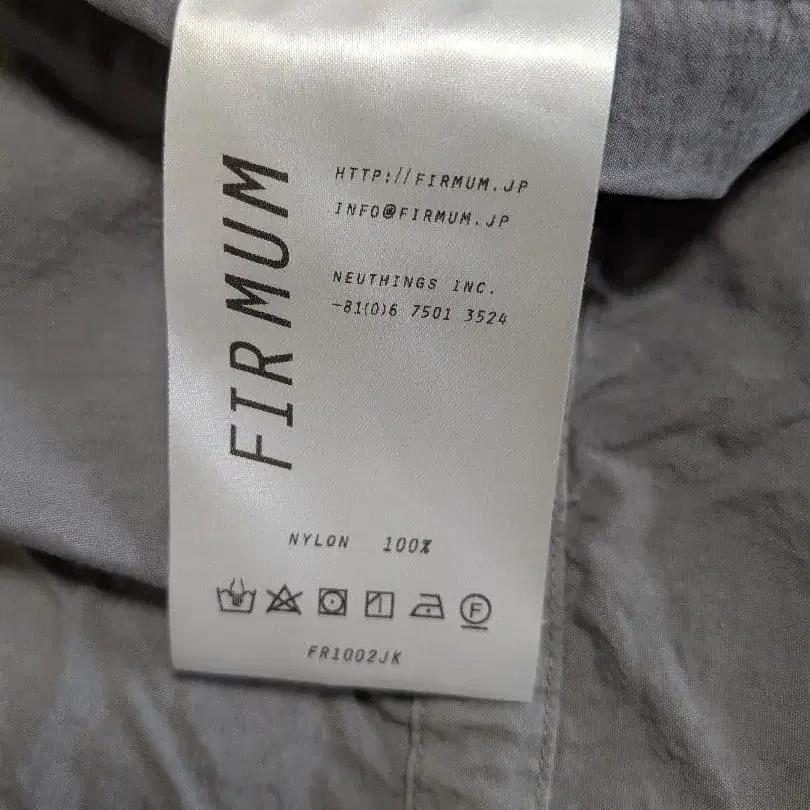 FIRMUM
HTTP://FIRMUM.JP
INFO@FIRMUM.JP
NEUTHINGS INC.
+81(0)6 7501 3524
NYLON 100%
F
FR1002JK